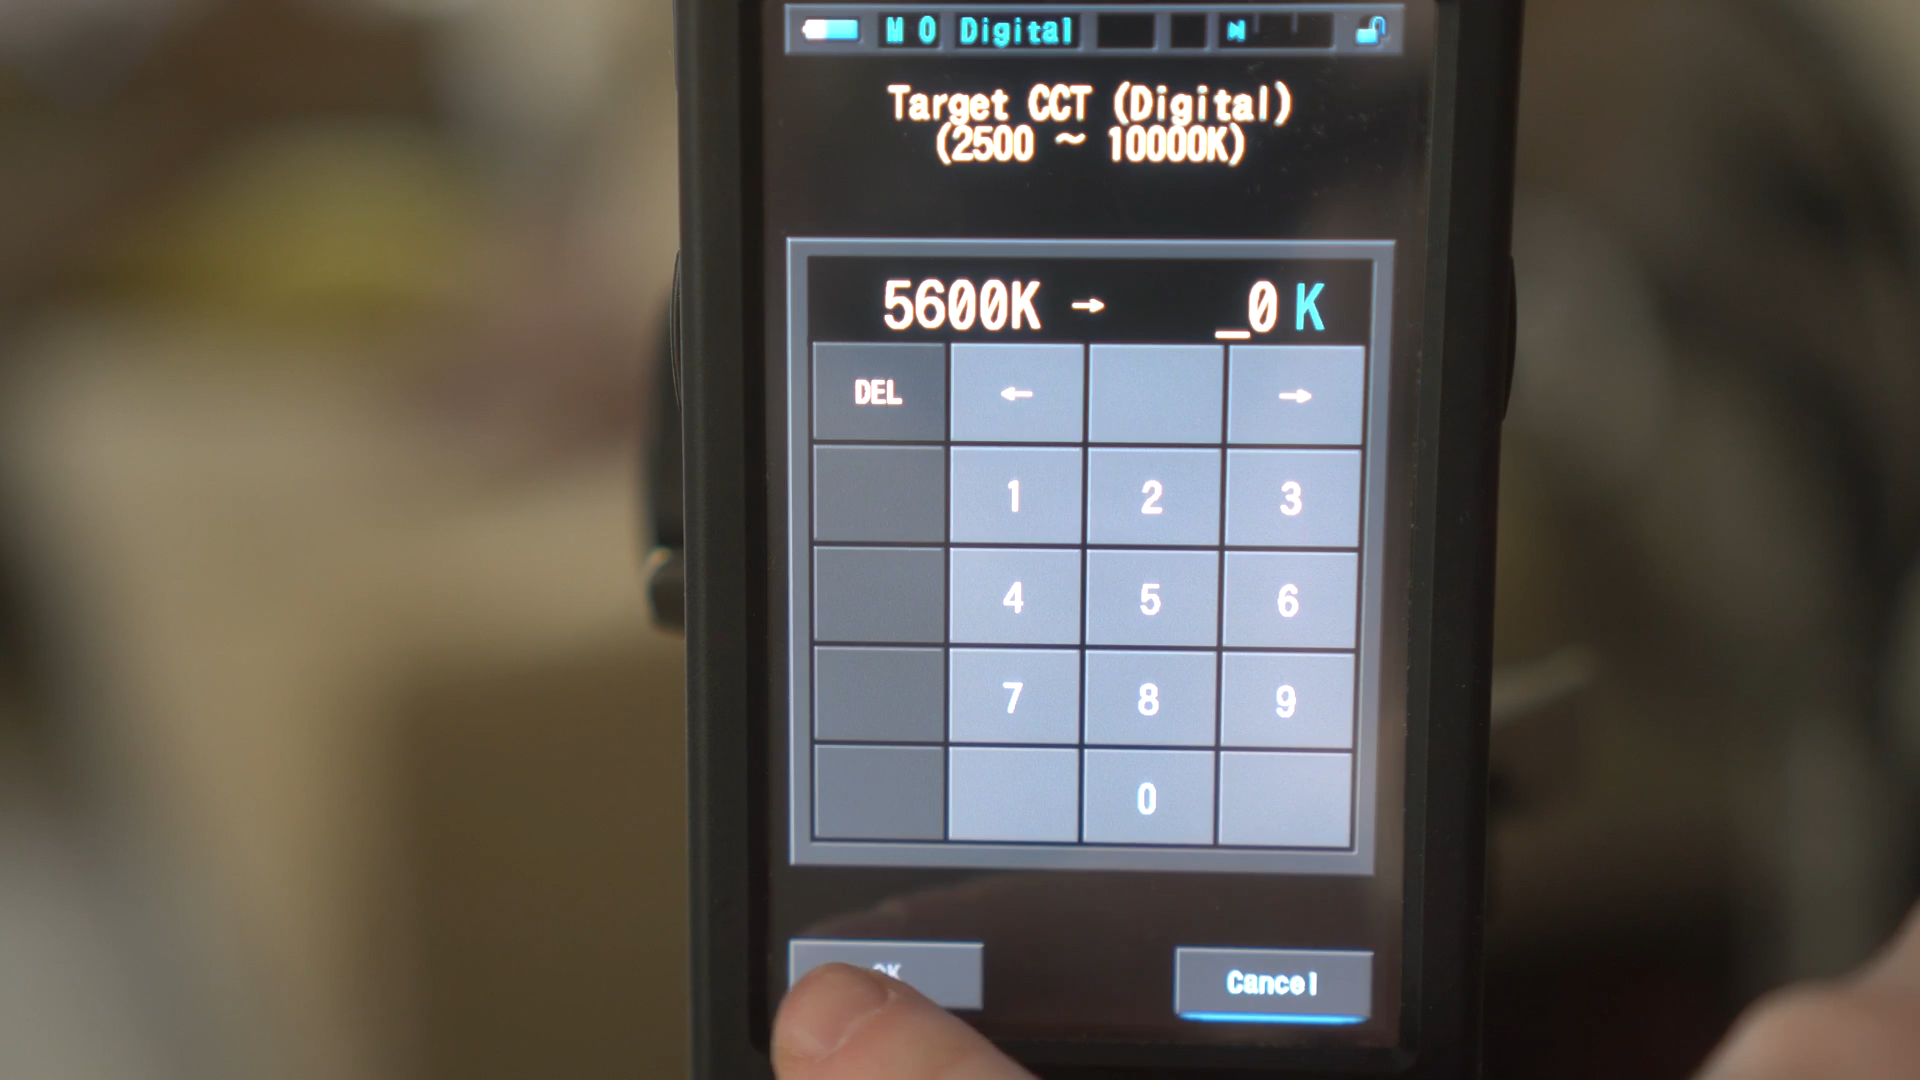 M 0 Digital
Target CCT (Digital)
(2500 ~ 10000K)
5600K → _0 K
DEL ← →
1 2 3
4 5 6
7 8 9
0
OK Cancel